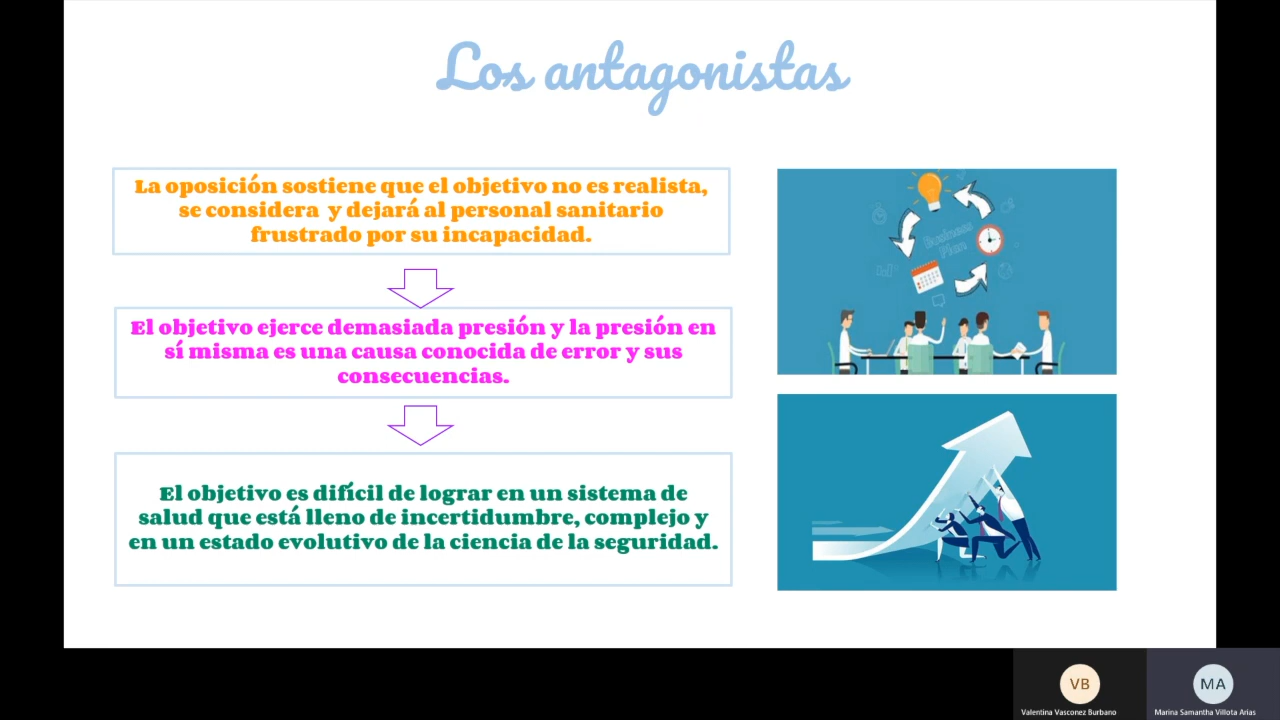 Los antagonistas
La oposición sostiene que el objetivo no es realista,
se considera y dejará al personal sanitario
frustrado por su incapacidad.
El objetivo ejerce demasiada presión y la presión en
sí misma es una causa conocida de error y sus
consecuencias.
El objetivo es difícil de lograr en un sistema de
salud que está lleno de incertidumbre, complejo y
en un estado evolutivo de la ciencia de la seguridad.
Business
Plan
VB
Valentina Vasconez Burbano
MA
Marina Samantha Villota Arias